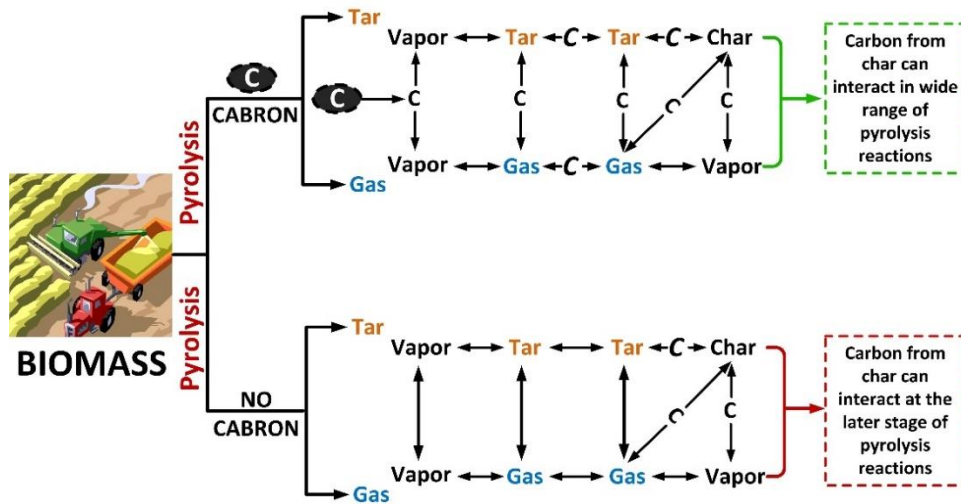 Tar
Vapor Tar C Tar C Char
C
CABRON
C C C C C C
Vapor Gas C Gas Vapor
Gas
Carbon from
char can
interact in wide
range of
pyrolysis
reactions
Pyrolysis
Pyrolysis
BIOMASS
NO
CABRON
Tar
Vapor Tar Tar C Char
C C
Vapor Gas Gas Vapor
Gas
Carbon from
char can
interact at the
later stage of
pyrolysis
reactions